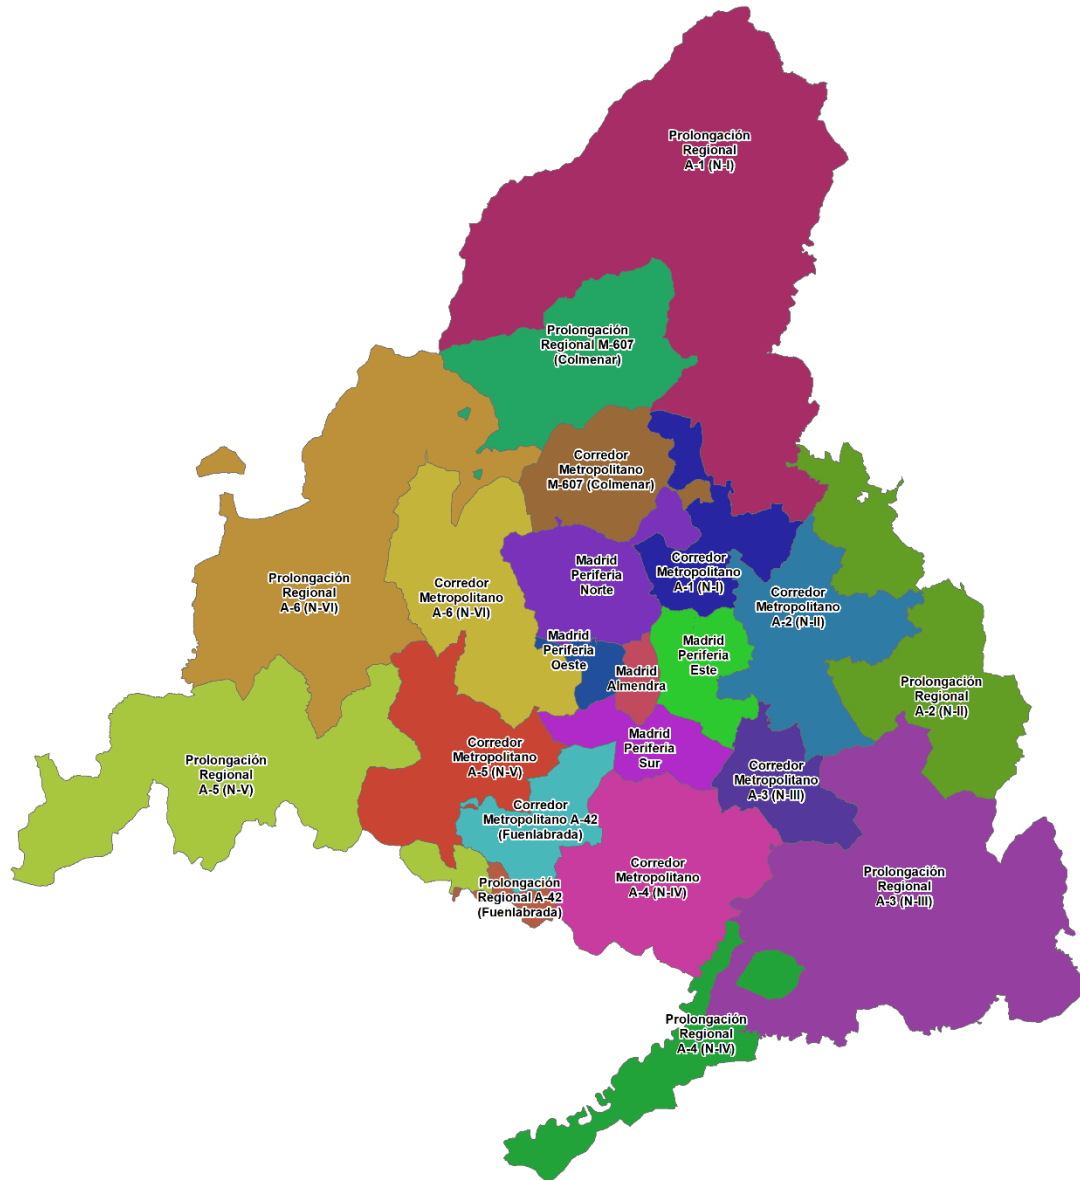 Prolongación
Regional
A-1 (N-I)
Prolongación
Regional M-607
(Colmenar)
Corredor
Metropolitano
M-607 (Colmenar)
Prolongación
Regional
A-6 (N-VI)
Corredor
Metropolitano
A-6 (N-VI)
Madrid
Periferia
Norte
Corredor
Metropolitano
A-1 (N-I)
Corredor
Metropolitano
A-2 (N-II)
Madrid
Periferia
Oeste
Madrid
Almendra
Madrid
Periferia
Este
Prolongación
Regional
A-2 (N-II)
Prolongación
Regional
A-5 (N-V)
Corredor
Metropolitano
A-5 (N-V)
Madrid
Periferia
Sur
Corredor
Metropolitano
A-3 (N-III)
Corredor
Metropolitano A-42
(Fuenlabrada)
Prolongación
Regional A-42
(Fuenlabrada)
Corredor
Metropolitano
A-4 (N-IV)
Prolongación
Regional
A-3 (N-III)
Prolongación
Regional
A-4 (N-IV)